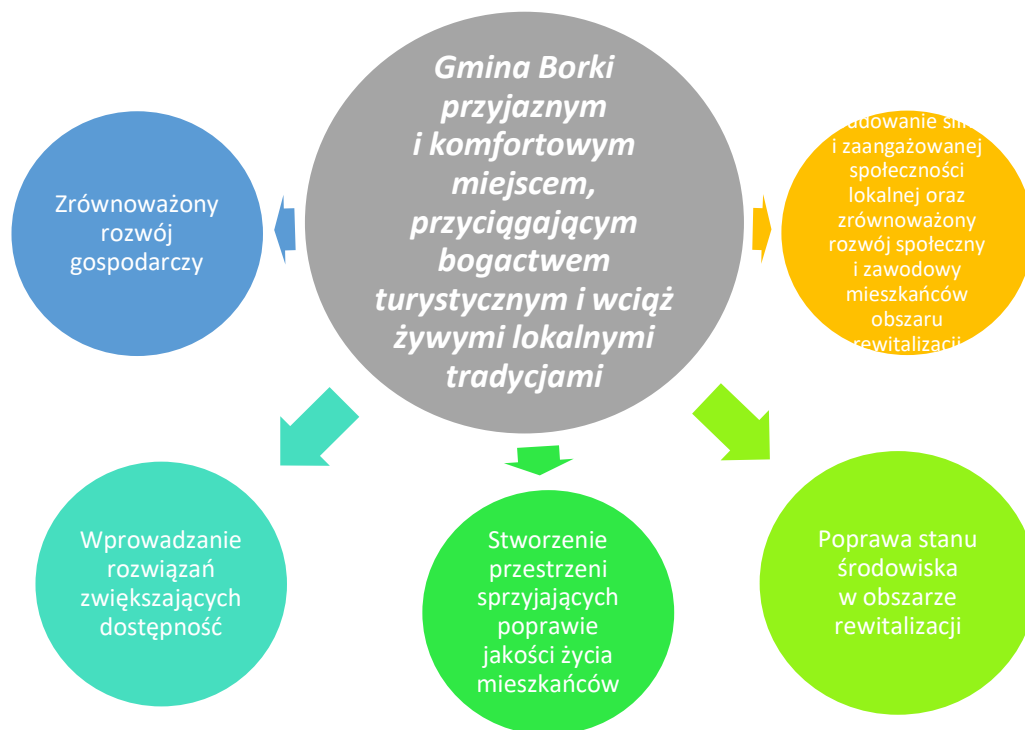 Gmina Borki
przyjaznym
i komfortowym
miejscem,
przyciągającym
bogactwem
turystycznym i wciąż
żywymi lokalnymi
tradycjami
Zrównoważony
rozwój
gospodarczy
i zaangażowanej
społeczności
lokalnej oraz
zrównoważony
rozwój społeczny
i zawodowy
mieszkańców
obszaru
rewitalizacji
Wprowadzanie
rozwiązań
zwiększających
dostępność
Stworzenie
przestrzeni
sprzyjających
poprawie
jakości życia
mieszkańców
Poprawa stanu
środowiska
w obszarze
rewitalizacji